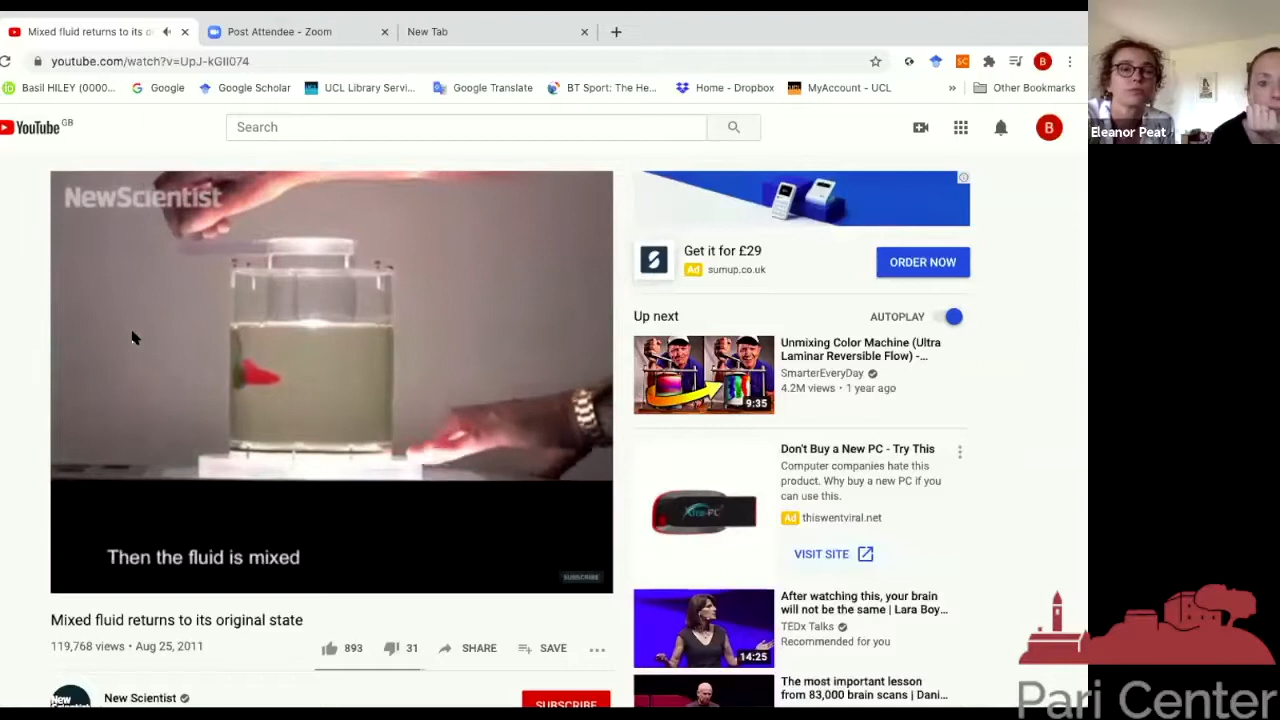 Mixed fluid returns to its o
Post Attendee - Zoom
New Tab
youtube.com/watch?v=UpJ-kGII074
B
Basil HILEY (0000...
Google
Google Scholar
UCL Library Servi...
Google Translate
BT Sport: The He...
Home - Dropbox
MyAccount - UCL
»
Other Bookmarks
YouTube GB
Search
B
Eleanor Peat
NewScientist
Then the fluid is mixed
SUBSCRIBE
Get it for £29
Ad sumup.co.uk
ORDER NOW
Up next
AUTOPLAY
Unmixing Color Machine (Ultra
Laminar Reversible Flow) -...
SmarterEveryDay
4.2M views • 1 year ago
9:35
Don't Buy a New PC - Try This
Computer companies hate this
product. Why buy a new PC if you
can use this.
Ad thiswentviral.net
VISIT SITE
Xtra-PC
After watching this, your brain
will not be the same | Lara Boy...
TEDx Talks
Recommended for you
14:25
The most important lesson
from 83,000 brain scans | Dani...
Mixed fluid returns to its original state
119,768 views • Aug 25, 2011
893
31
SHARE
SAVE
New
Scientist
New Scientist
SUBSCRIBE
Pari Center